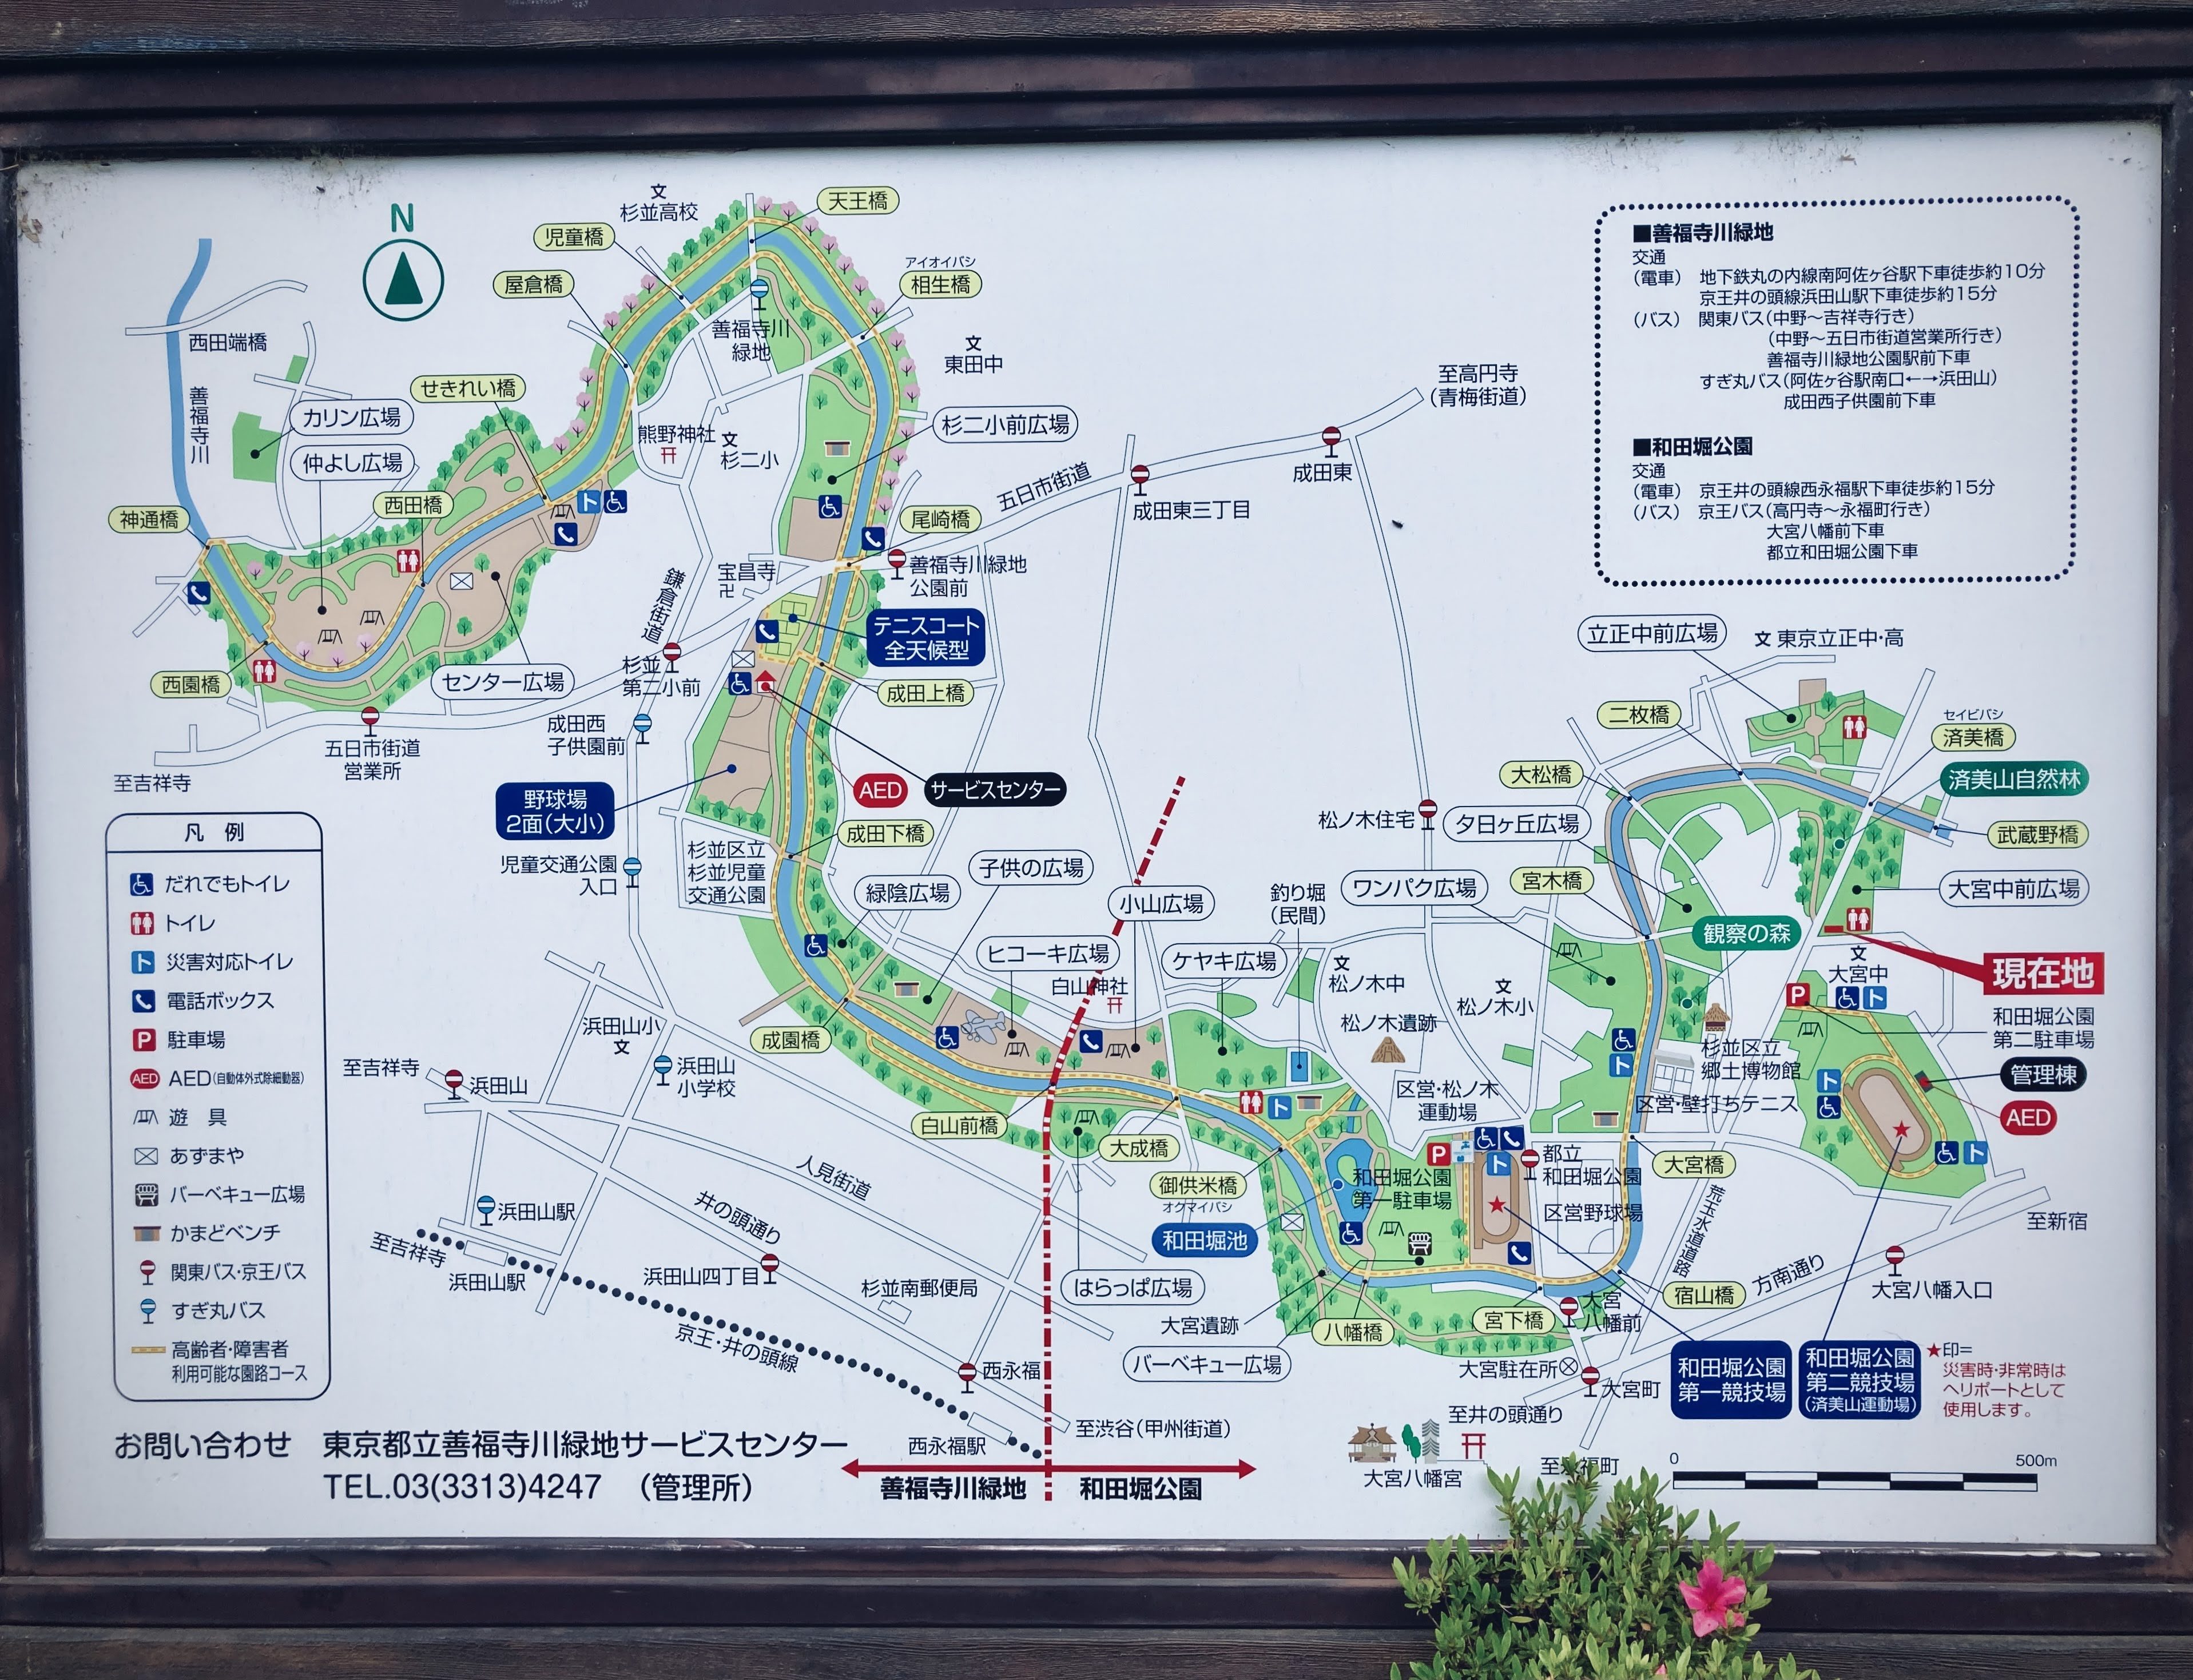 N
文
杉並高校
天王橋
児童橋
屋倉橋
アイオイバシ
相生橋
善福寺川
緑地
文
東田中
西田端橋
善福寺川
せきれい橋
カリン広場
仲よし広場
西田橋
神通橋
熊野神社
文
杉二小
杉二小前広場
尾崎橋
五日市街道
至高円寺
(青梅街道)
成田東
成田東三丁目
善福寺川緑地
公園前
宝昌寺
鎌倉街道
テニスコート
全天候型
杉並
第二小前
成田上橋
西園橋
センター広場
成田西
子供園前
五日市街道
営業所
至吉祥寺
野球場
2面(大小)
AED
サービスセンター
成田下橋
児童交通公園
入口
杉並区立
杉並児童
交通公園
緑陰広場
子供の広場
小山広場
ヒコーキ広場
白山神社
ケヤキ広場
釣り堀
(民間)
成園橋
浜田山小
文
浜田山
小学校
至吉祥寺
浜田山
白山前橋
大成橋
御供米橋
オクマイバシ
和田堀池
はらっぱ広場
人見街道
井の頭通り
浜田山駅
至吉祥寺
浜田山駅
浜田山四丁目
杉並南郵便局
京王・井の頭線
西永福
西永福駅
至渋谷(甲州街道)
大宮遺跡
バーベキュー広場
八幡橋
宮下橋
大宮
八幡前
大宮駐在所
大宮町
至井の頭通り
大宮八幡宮
松ノ木住宅
ワンパク広場
夕日ヶ丘広場
宮木橋
大松橋
二枚橋
立正中前広場
文 東京立正中・高
セイビバシ
済美橋
済美山自然林
武蔵野橋
大宮中前広場
観察の森
現在地
文
大宮中
和田堀公園
第二駐車場
管理棟
AED
文
松ノ木中
文
松ノ木小
松ノ木遺跡
杉並区立
郷土博物館
区営・壁打ちテニス
区営・松ノ木
運動場
都立
和田堀公園
和田堀公園
第一駐車場
区営野球場
大宮橋
荒玉水道道路
宿山橋
方南通り
至新宿
大宮八幡入口
和田堀公園
第一競技場
和田堀公園
第二競技場
(済美山運動場)
★印=
災害時・非常時は
ヘリポートとして
使用します。
0
500m
■善福寺川緑地
交通
(電車) 地下鉄丸の内線南阿佐ヶ谷駅下車徒歩約10分
京王井の頭線浜田山駅下車徒歩約15分
(バス) 関東バス(中野〜吉祥寺行き)
(中野〜五日市街道営業所行き)
善福寺川緑地公園駅前下車
すぎ丸バス(阿佐ヶ谷駅南口←→浜田山)
成田西子供園前下車
■和田堀公園
交通
(電車) 京王井の頭線西永福駅下車徒歩約15分
(バス) 京王バス(高円寺〜永福町行き)
大宮八幡前下車
都立和田堀公園下車
凡 例
だれでもトイレ
トイレ
ト 災害対応トイレ
電話ボックス
P 駐車場
AED AED(自動体外式除細動器)
遊 具
あずまや
バーベキュー広場
かまどベンチ
関東バス・京王バス
すぎ丸バス
高齢者・障害者
利用可能な園路コース
お問い合わせ 東京都立善福寺川緑地サービスセンター
TEL.03(3313)4247 (管理所)
善福寺川緑地
和田堀公園